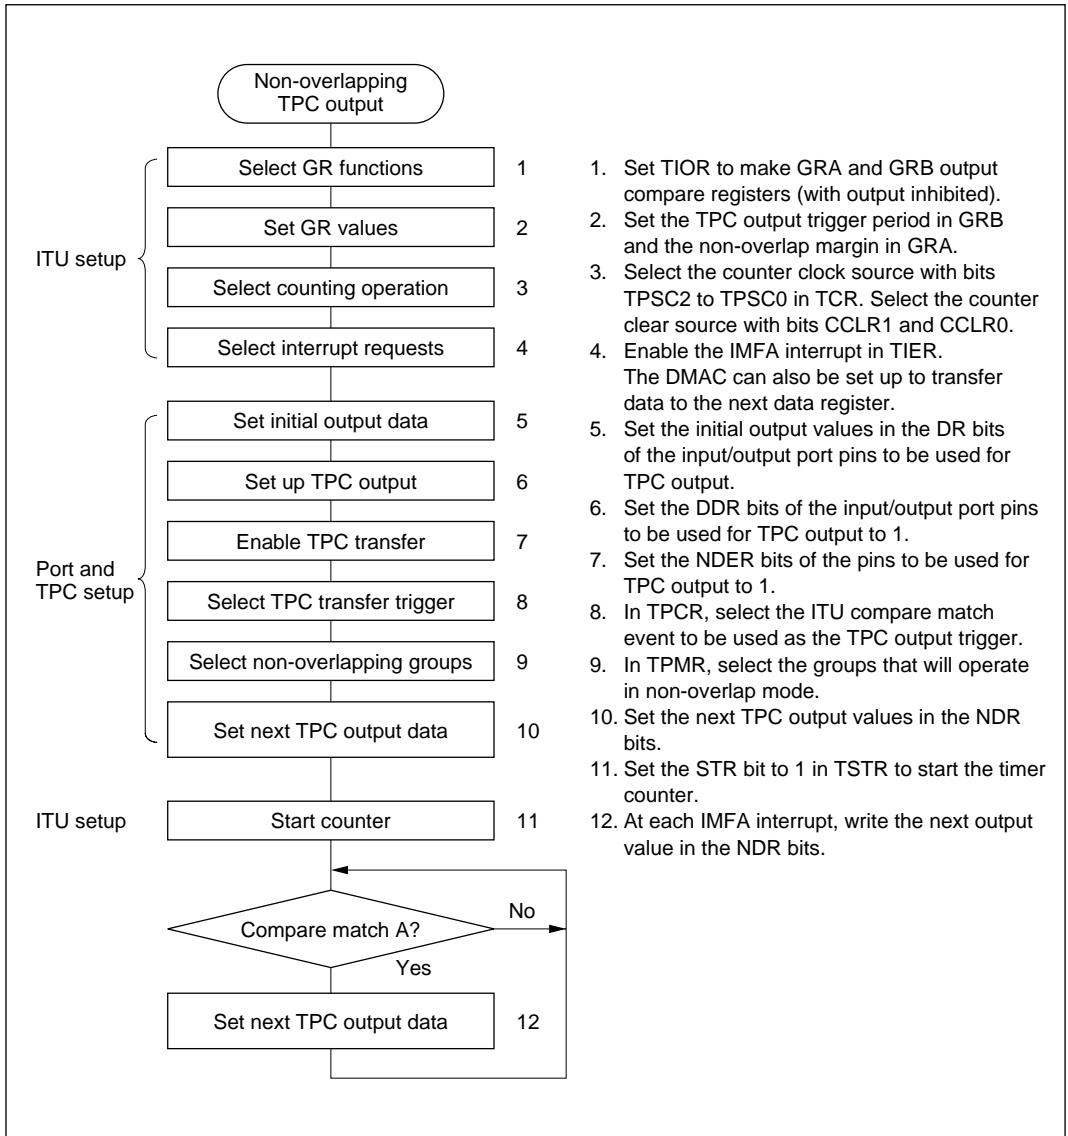 Non-overlapping
TPC output
ITU setup
Select GR functions 1
Set GR values 2
Select counting operation 3
Select interrupt requests 4
Port and
TPC setup
Set initial output data 5
Set up TPC output 6
Enable TPC transfer 7
Select TPC transfer trigger 8
Select non-overlapping groups 9
Set next TPC output data 10
ITU setup
Start counter 11
Compare match A?
No
Yes
Set next TPC output data 12
1. Set TIOR to make GRA and GRB output
compare registers (with output inhibited).
2. Set the TPC output trigger period in GRB
and the non-overlap margin in GRA.
3. Select the counter clock source with bits
TPSC2 to TPSC0 in TCR. Select the counter
clear source with bits CCLR1 and CCLR0.
4. Enable the IMFA interrupt in TIER.
The DMAC can also be set up to transfer
data to the next data register.
5. Set the initial output values in the DR bits
of the input/output port pins to be used for
TPC output.
6. Set the DDR bits of the input/output port pins
to be used for TPC output to 1.
7. Set the NDER bits of the pins to be used for
TPC output to 1.
8. In TPCR, select the ITU compare match
event to be used as the TPC output trigger.
9. In TPMR, select the groups that will operate
in non-overlap mode.
10. Set the next TPC output values in the NDR
bits.
11. Set the STR bit to 1 in TSTR to start the timer
counter.
12. At each IMFA interrupt, write the next output
value in the NDR bits.